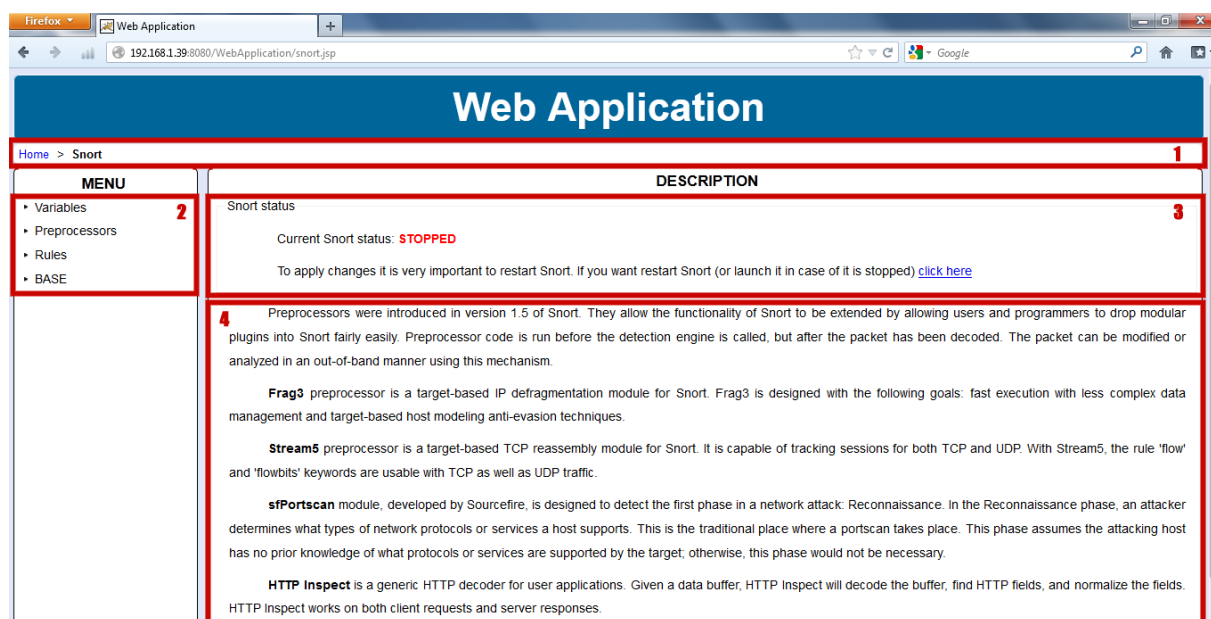 Firefox
Web Application
192.168.1.39:8080/WebApplication/snort.jsp
Google
Web Application
Home > Snort
1
MENU
DESCRIPTION
Variables
2
Preprocessors
Rules
BASE
Snort status
3
Current Snort status: STOPPED
To apply changes it is very important to restart Snort. If you want restart Snort (or launch it in case of it is stopped) click here
4
Preprocessors were introduced in version 1.5 of Snort. They allow the functionality of Snort to be extended by allowing users and programmers to drop modular
plugins into Snort fairly easily. Preprocessor code is run before the detection engine is called, but after the packet has been decoded. The packet can be modified or
analyzed in an out-of-band manner using this mechanism.
Frag3 preprocessor is a target-based IP defragmentation module for Snort. Frag3 is designed with the following goals: fast execution with less complex data
management and target-based host modeling anti-evasion techniques.
Stream5 preprocessor is a target-based TCP reassembly module for Snort. It is capable of tracking sessions for both TCP and UDP. With Stream5, the rule 'flow'
and 'flowbits' keywords are usable with TCP as well as UDP traffic.
sfPortscan module, developed by Sourcefire, is designed to detect the first phase in a network attack: Reconnaissance. In the Reconnaissance phase, an attacker
determines what types of network protocols or services a host supports. This is the traditional place where a portscan takes place. This phase assumes the attacking host
has no prior knowledge of what protocols or services are supported by the target; otherwise, this phase would not be necessary.
HTTP Inspect is a generic HTTP decoder for user applications. Given a data buffer, HTTP Inspect will decode the buffer, find HTTP fields, and normalize the fields.
HTTP Inspect works on both client requests and server responses.